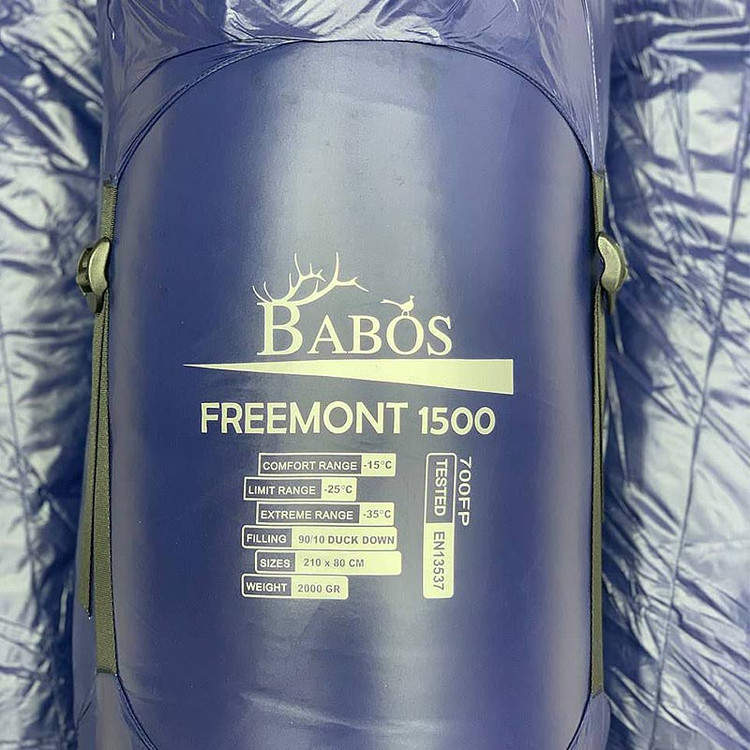 BABOS
FREEMONT 1500
COMFORT RANGE -15°C
LIMIT RANGE -25°C
EXTREME RANGE -35°C
FILLING 90/10 DUCK DOWN
SIZES 210 x 80 CM
WEIGHT 2000 GR
700FP
TESTED EN13537